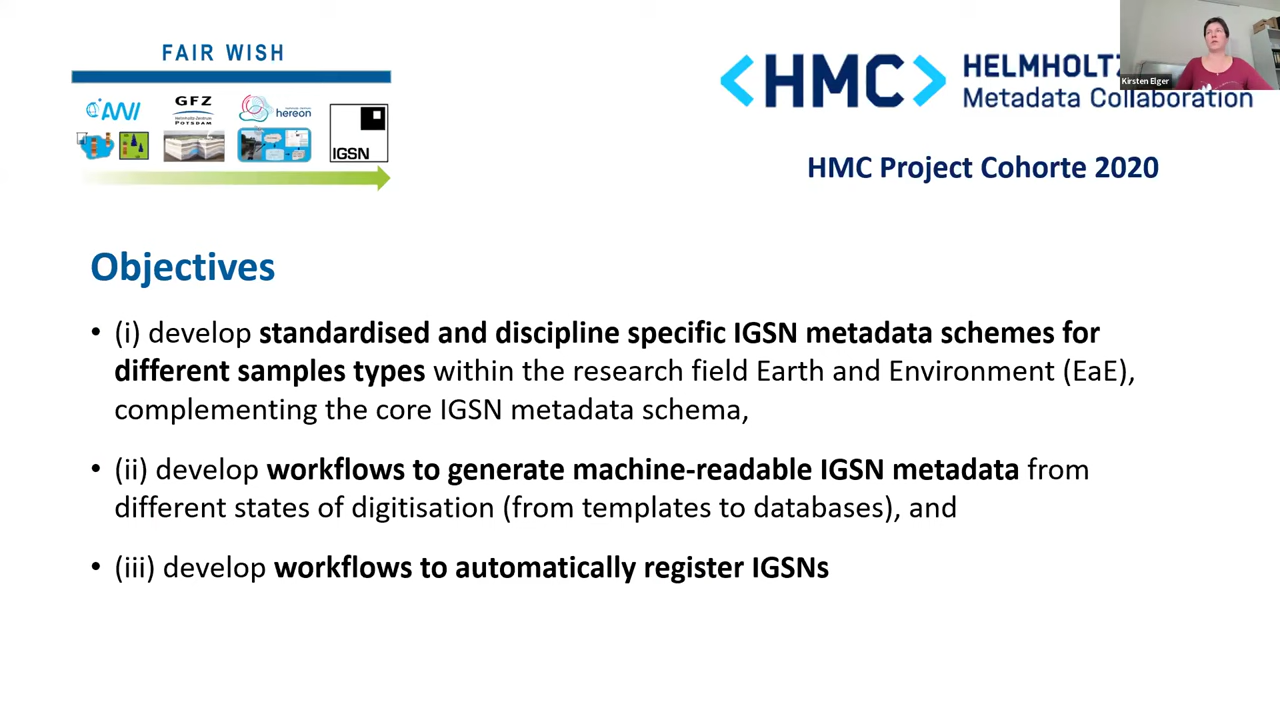 FAIR WISH
AWI
GFZ
Helmholtz-Zentrum
POTSDAM
hereon
IGSN
<HMC>
HELMHOLTZ
Metadata Collaboration
Kirsten Elger
HMC Project Cohorte 2020
Objectives
• (i) develop standardised and discipline specific IGSN metadata schemes for
different samples types within the research field Earth and Environment (EaE),
complementing the core IGSN metadata schema,
• (ii) develop workflows to generate machine-readable IGSN metadata from
different states of digitisation (from templates to databases), and
• (iii) develop workflows to automatically register IGSNs